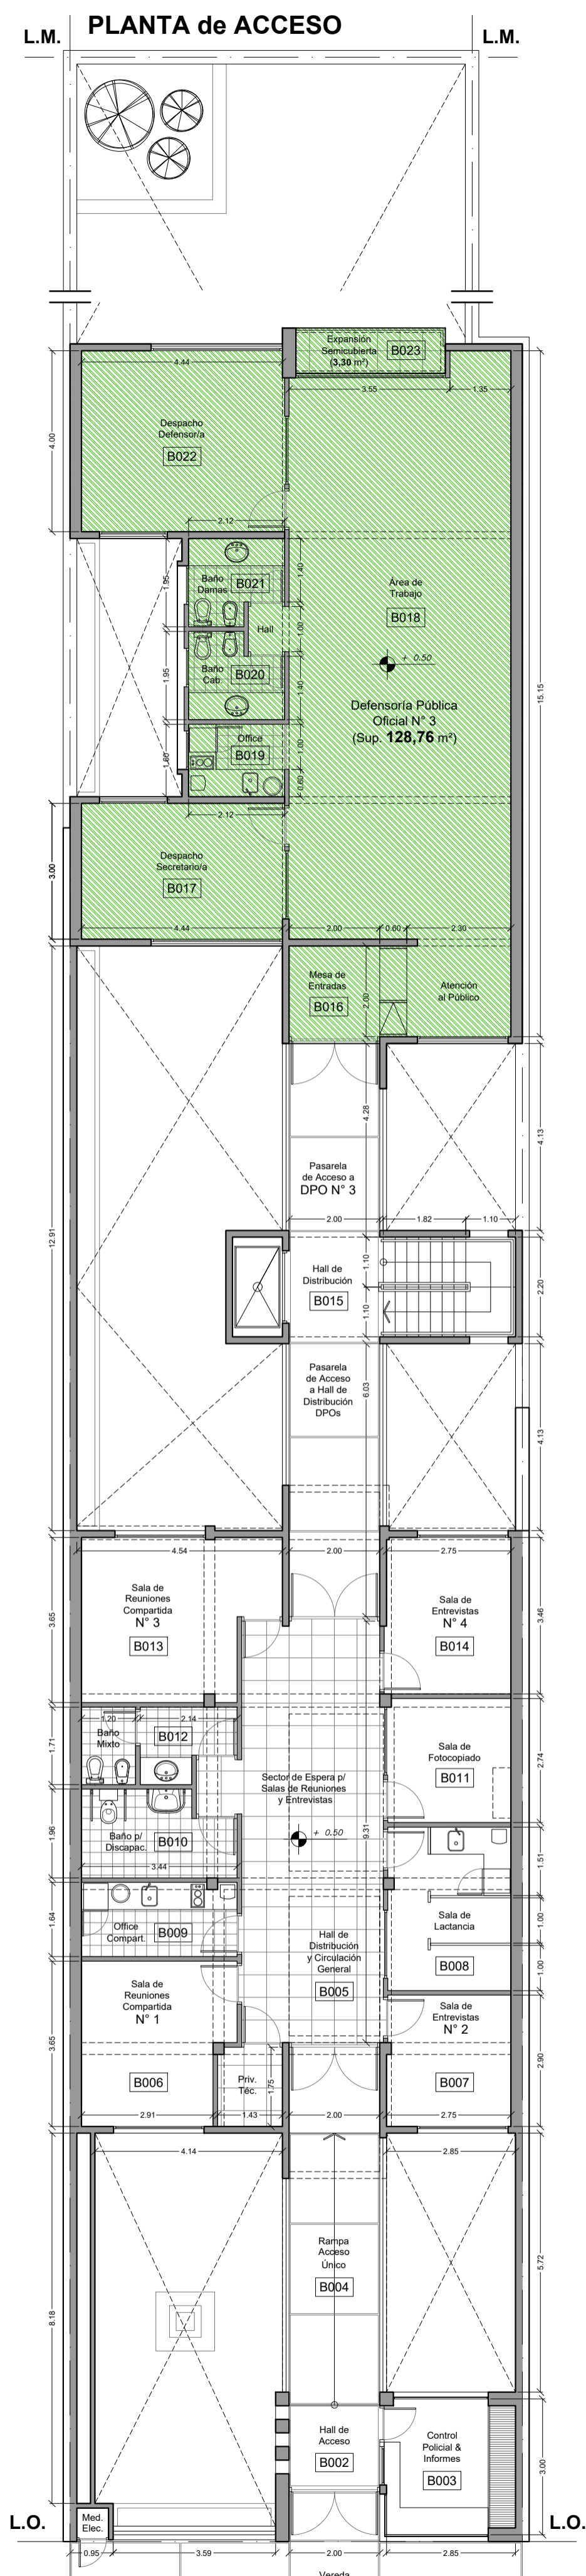 PLANTA de ACCESO
L.M.
L.M.
Expansión
Semicubierta
(3,30 m²)
B023
4.44
3.55
1.35
Despacho
Defensor/a
B022
4.00
2.12
Baño
Damas
B021
1.95
1.40
Hall
1.00
Área de
Trabajo
B018
+ 0.50
Baño
Cab.
B020
1.95
1.40
15.15
Defensoría Pública
Oficial N° 3
(Sup. 128,76 m²)
Office
B019
1.60
1.00
0.60
2.12
Despacho
Secretario/a
B017
3.00
4.44
2.00
0.60
2.30
Mesa de
Entradas
B016
2.00
Atención
al Público
4.28
4.13
Pasarela
de Acceso a
DPO N° 3
2.00
1.82
1.10
12.91
Hall de
Distribución
B015
1.10
1.10
2.20
Pasarela
de Acceso
a Hall de
Distribución
DPOs
6.03
4.13
4.54
2.00
2.75
Sala de
Reuniones
Compartida
N° 3
B013
3.65
Sala de
Entrevistas
N° 4
B014
3.46
1.20
2.14
Baño
Mixto
B012
1.71
Sala de
Fotocopiado
B011
2.74
Sector de Espera p/
Salas de Reuniones
y Entrevistas
+ 0.50
9.31
Baño p/
Discapac.
B010
1.96
3.44
1.51
Office
Compart.
B009
1.64
Sala de
Lactancia
B008
1.00
1.00
Hall de
Distribución
y Circulación
General
B005
Sala de
Reuniones
Compartida
N° 1
B006
3.65
Sala de
Entrevistas
N° 2
B007
2.90
Priv.
Téc.
1.75
2.91
1.43
2.00
2.75
4.14
2.85
Rampa
Acceso
Único
B004
8.18
5.72
Hall de
Acceso
B002
Control
Policial &
Informes
B003
3.00
L.O.
Med.
Elec.
L.O.
0.95
3.59
2.00
2.85
Vereda